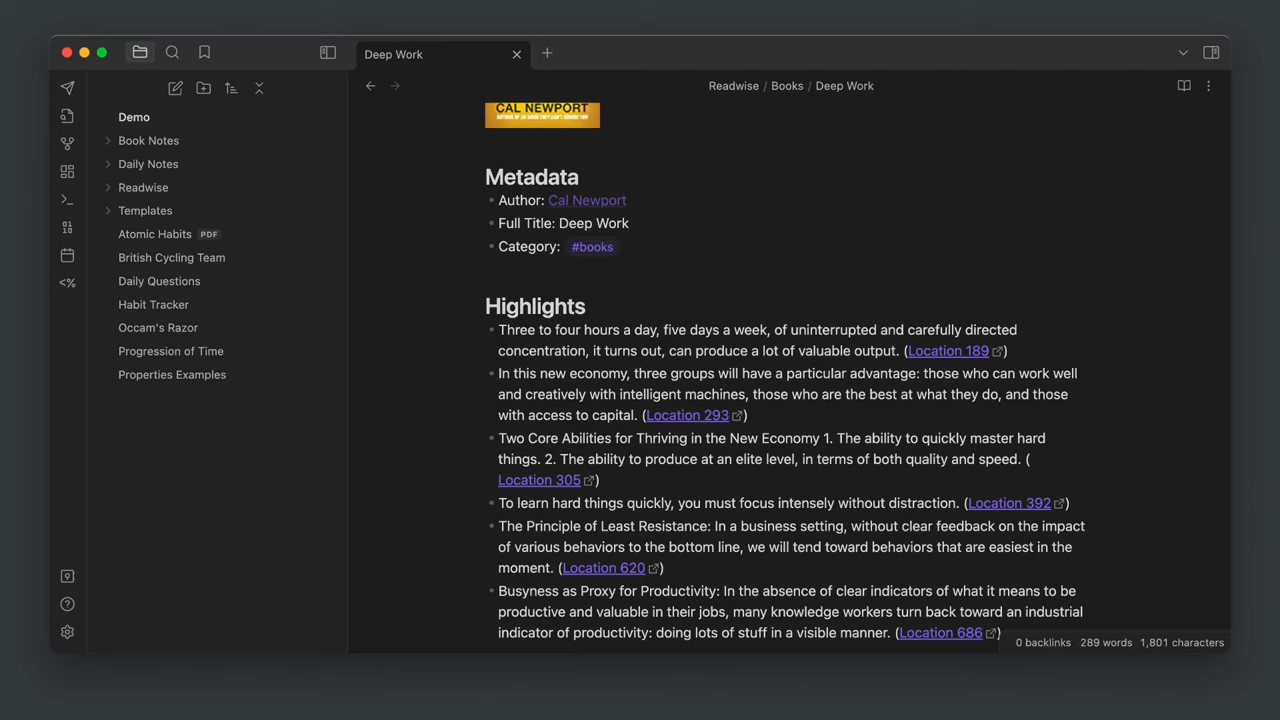 Deep Work
Readwise / Books / Deep Work
Demo
Book Notes
Daily Notes
Readwise
Templates
Atomic Habits PDF
British Cycling Team
Daily Questions
Habit Tracker
Occam's Razor
Progression of Time
Properties Examples
CAL NEWPORT
Metadata
Author: Cal Newport
Full Title: Deep Work
Category: #books
Highlights
Three to four hours a day, five days a week, of uninterrupted and carefully directed
concentration, it turns out, can produce a lot of valuable output. (Location 189)
In this new economy, three groups will have a particular advantage: those who can work well
and creatively with intelligent machines, those who are the best at what they do, and those
with access to capital. (Location 293)
Two Core Abilities for Thriving in the New Economy 1. The ability to quickly master hard
things. 2. The ability to produce at an elite level, in terms of both quality and speed. (
Location 305)
To learn hard things quickly, you must focus intensely without distraction. (Location 392)
The Principle of Least Resistance: In a business setting, without clear feedback on the impact
of various behaviors to the bottom line, we will tend toward behaviors that are easiest in the
moment. (Location 620)
Busyness as Proxy for Productivity: In the absence of clear indicators of what it means to be
productive and valuable in their jobs, many knowledge workers turn back toward an industrial
indicator of productivity: doing lots of stuff in a visible manner. (Location 686)
0 backlinks 289 words 1,801 characters